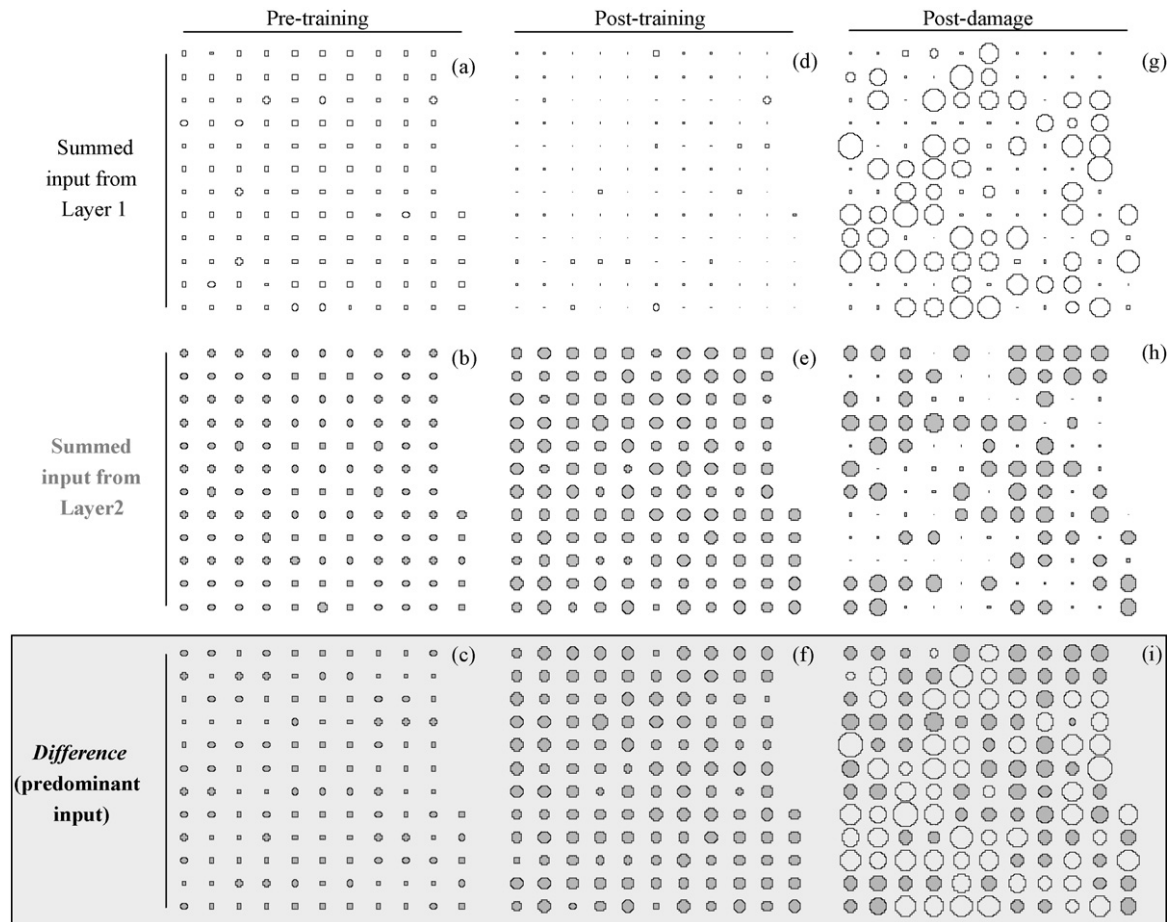 Pre-training
Post-training
Post-damage
Summed
input from
Layer 1
(a)
(d)
(g)
Summed
input from
Layer2
(b)
(e)
(h)
Difference
(predominant
input)
(c)
(f)
(i)